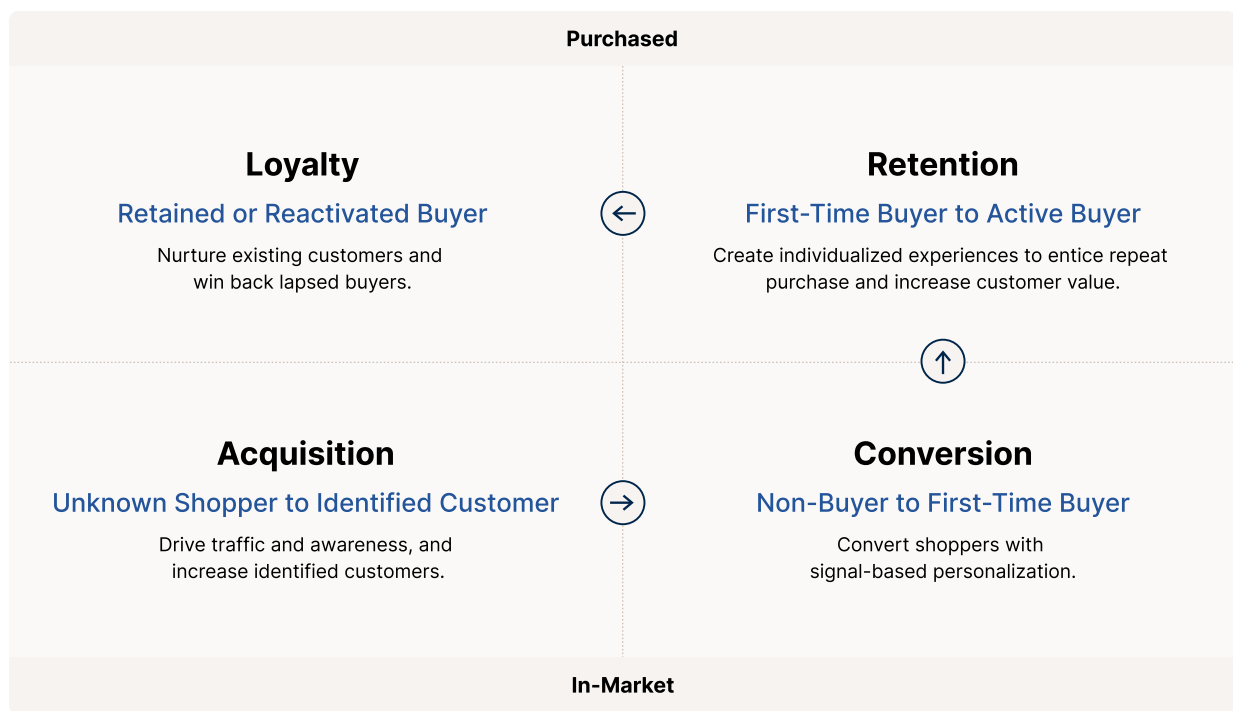 Purchased
Loyalty
Retained or Reactivated Buyer
Nurture existing customers and
win back lapsed buyers.
Retention
First-Time Buyer to Active Buyer
Create individualized experiences to entice repeat
purchase and increase customer value.
Acquisition
Unknown Shopper to Identified Customer
Drive traffic and awareness, and
increase identified customers.
Conversion
Non-Buyer to First-Time Buyer
Convert shoppers with
signal-based personalization.
In-Market